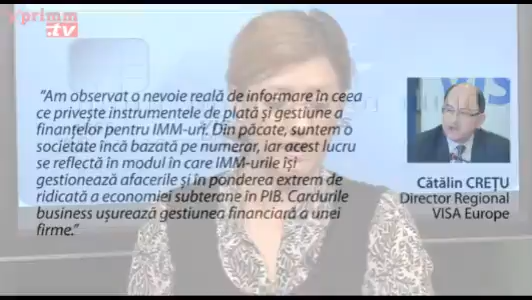 primm
.tv
VIS
"Am observat o nevoie reală de informare în ceea
ce privește instrumentele de plată și gestiune a
finanțelor pentru IMM-uri. Din păcate, suntem o
societate încă bazată pe numerar, iar acest lucru
se reflectă în modul în care IMM-urile își
gestionează afacerile și în ponderea extrem de
ridicată a economiei subterane în PIB. Cardurile
business ușurează gestiunea financiară a unei
firme."
Cătălin CREȚU
Director Regional
VISA Europe